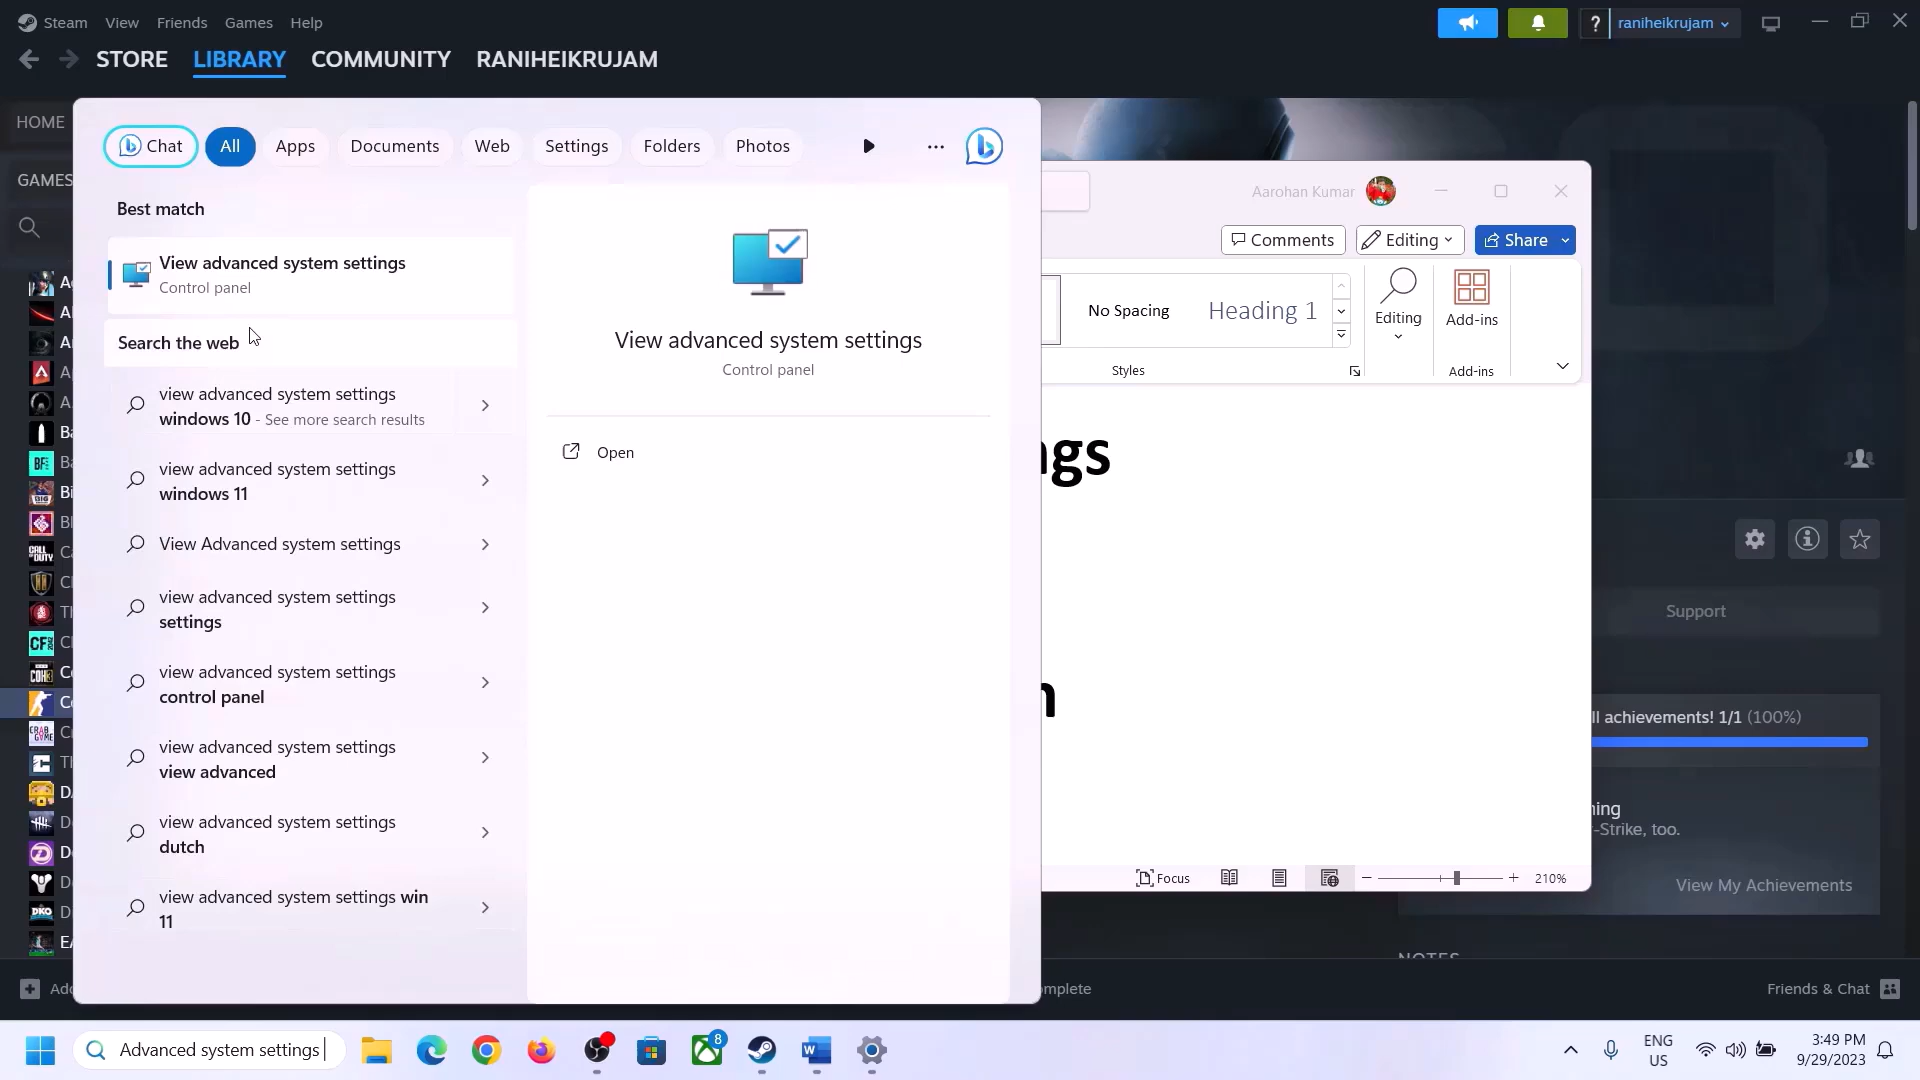 Steam View Friends Games Help
raniheikrujam
STORE LIBRARY COMMUNITY RANIHEIKRUJAM
HOME
GAMES
Chat All Apps Documents Web Settings Folders Photos
Best match
View advanced system settings
Control panel
Search the web
view advanced system settings
windows 10 - See more search results
view advanced system settings
windows 11
View Advanced system settings
view advanced system settings
settings
view advanced system settings
control panel
view advanced system settings
view advanced
view advanced system settings
dutch
view advanced system settings win
11
View advanced system settings
Control panel
Open
Aarohan Kumar
Comments Editing Share
No Spacing Heading 1
Editing
Add-ins
Styles
Add-ins
ngs
n
Focus
210%
Support
ll achievements! 1/1 (100%)
ning
-Strike, too.
View My Achievements
NOTES
Add
mplete
Friends & Chat
Advanced system settings
8
ENG
US
3:49 PM
9/29/2023